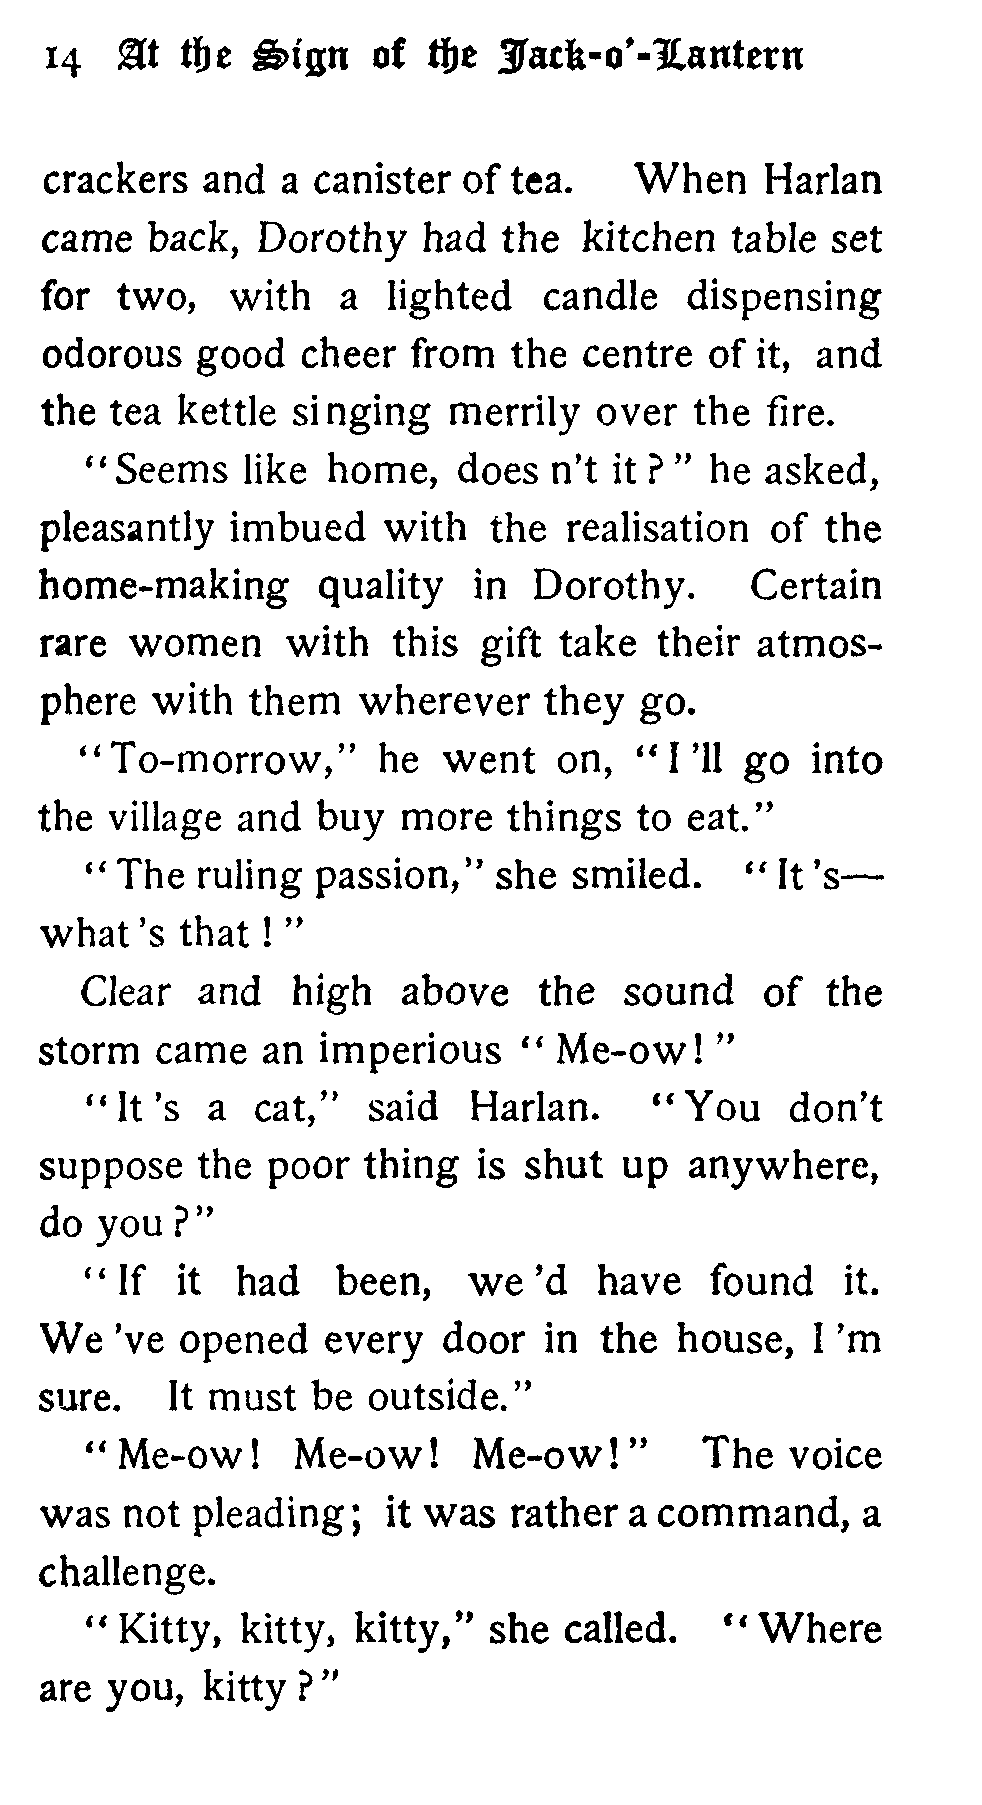 14 At the Sign of the Jack-o'-Lantern
crackers and a canister of tea. When Harlan
came back, Dorothy had the kitchen table set
for two, with a lighted candle dispensing
odorous good cheer from the centre of it, and
the tea kettle singing merrily over the fire.
"Seems like home, does n't it?" he asked,
pleasantly imbued with the realisation of the
home-making quality in Dorothy. Certain
rare women with this gift take their atmos-
phere with them wherever they go.
"To-morrow," he went on, "I 'll go into
the village and buy more things to eat."
"The ruling passion," she smiled. "It 's—
what 's that!"
Clear and high above the sound of the
storm came an imperious "Me-ow!"
"It 's a cat," said Harlan. "You don't
suppose the poor thing is shut up anywhere,
do you?"
"If it had been, we 'd have found it.
We 've opened every door in the house, I 'm
sure. It must be outside."
"Me-ow! Me-ow! Me-ow!" The voice
was not pleading; it was rather a command, a
challenge.
"Kitty, kitty, kitty," she called. "Where
are you, kitty?"